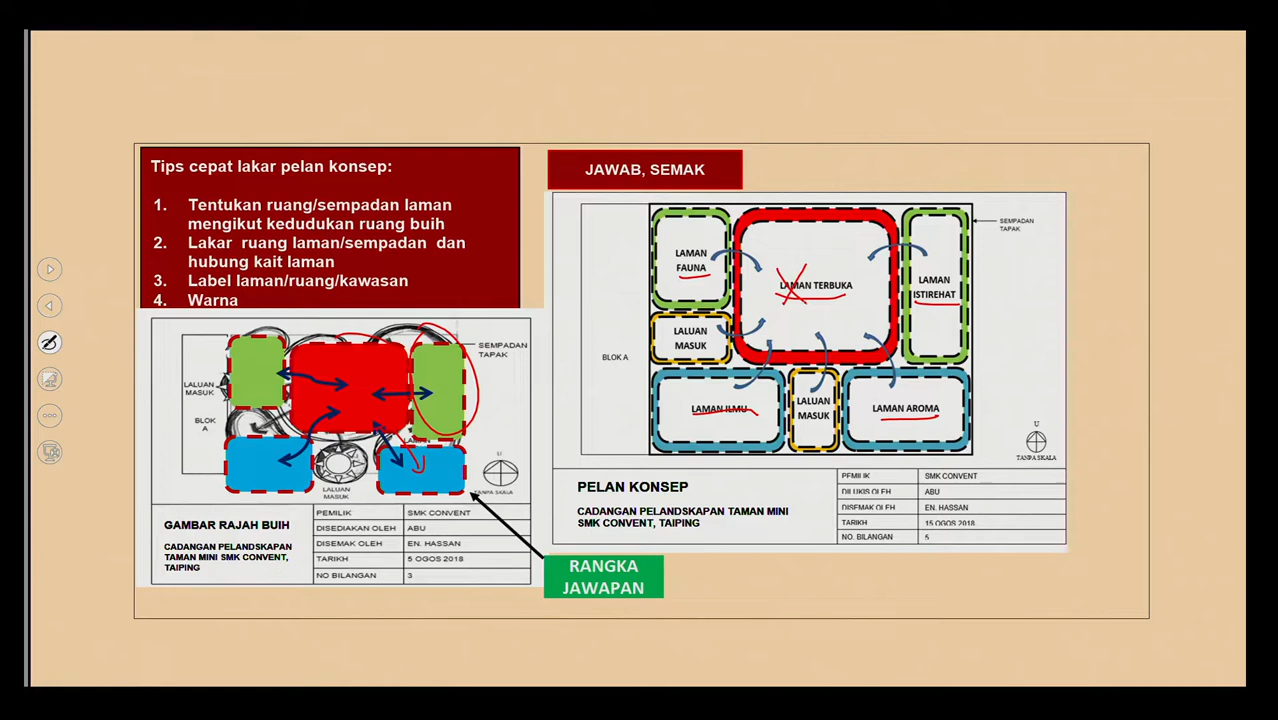 Tips cepat lakar pelan konsep:
1. Tentukan ruang/sempadan laman
mengikut kedudukan ruang buih
2. Lakar ruang laman/sempadan dan
hubung kait laman
3. Label laman/ruang/kawasan
4. Warna
SEMPADAN
TAPAK
LALUAN
MASUK
BLOK
A
LALUAN
MASUK
U
TANPA SKALA
GAMBAR RAJAH BUIH
CADANGAN PELANDSKAPAN
TAMAN MINI SMK CONVENT,
TAIPING
PEMILIK SMK CONVENT
DISEDIAKAN OLEH ABU
DISEMAK OLEH EN. HASSAN
TARIKH 5 OGOS 2018
NO BILANGAN 3
RANGKA
JAWAPAN
JAWAB, SEMAK
SEMPADAN
TAPAK
LAMAN
FAUNA
LAMAN TERBUKA
LAMAN
ISTIREHAT
LALUAN
MASUK
BLOK A
LAMAN ILMU
LALUAN
MASUK
LAMAN AROMA
U
TANPA SKALA
PELAN KONSEP
CADANGAN PELANDSKAPAN TAMAN MINI
SMK CONVENT, TAIPING
PEMILIK SMK CONVENT
DILUKIS OLEH ABU
DISEMAK OLEH EN. HASSAN
TARIKH 15 OGOS 2018
NO. BILANGAN 5